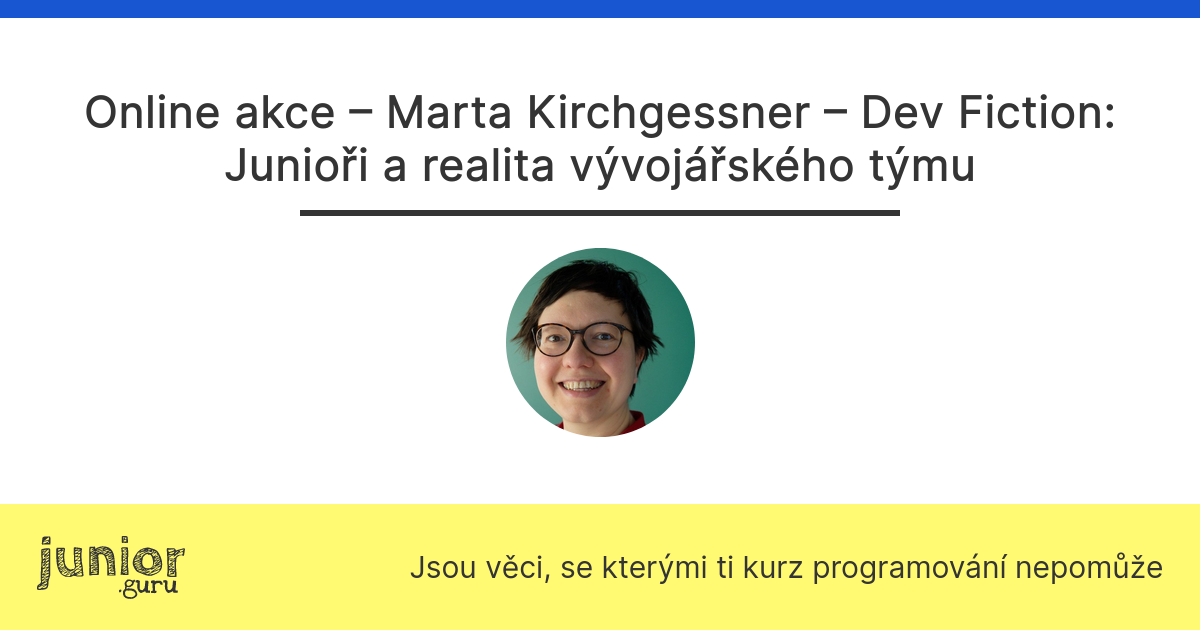 Online akce – Marta Kirchgessner – Dev Fiction:
Junioři a realita vývojářského týmu
junior
.guru
Jsou věci, se kterými ti kurz programování nepomůže